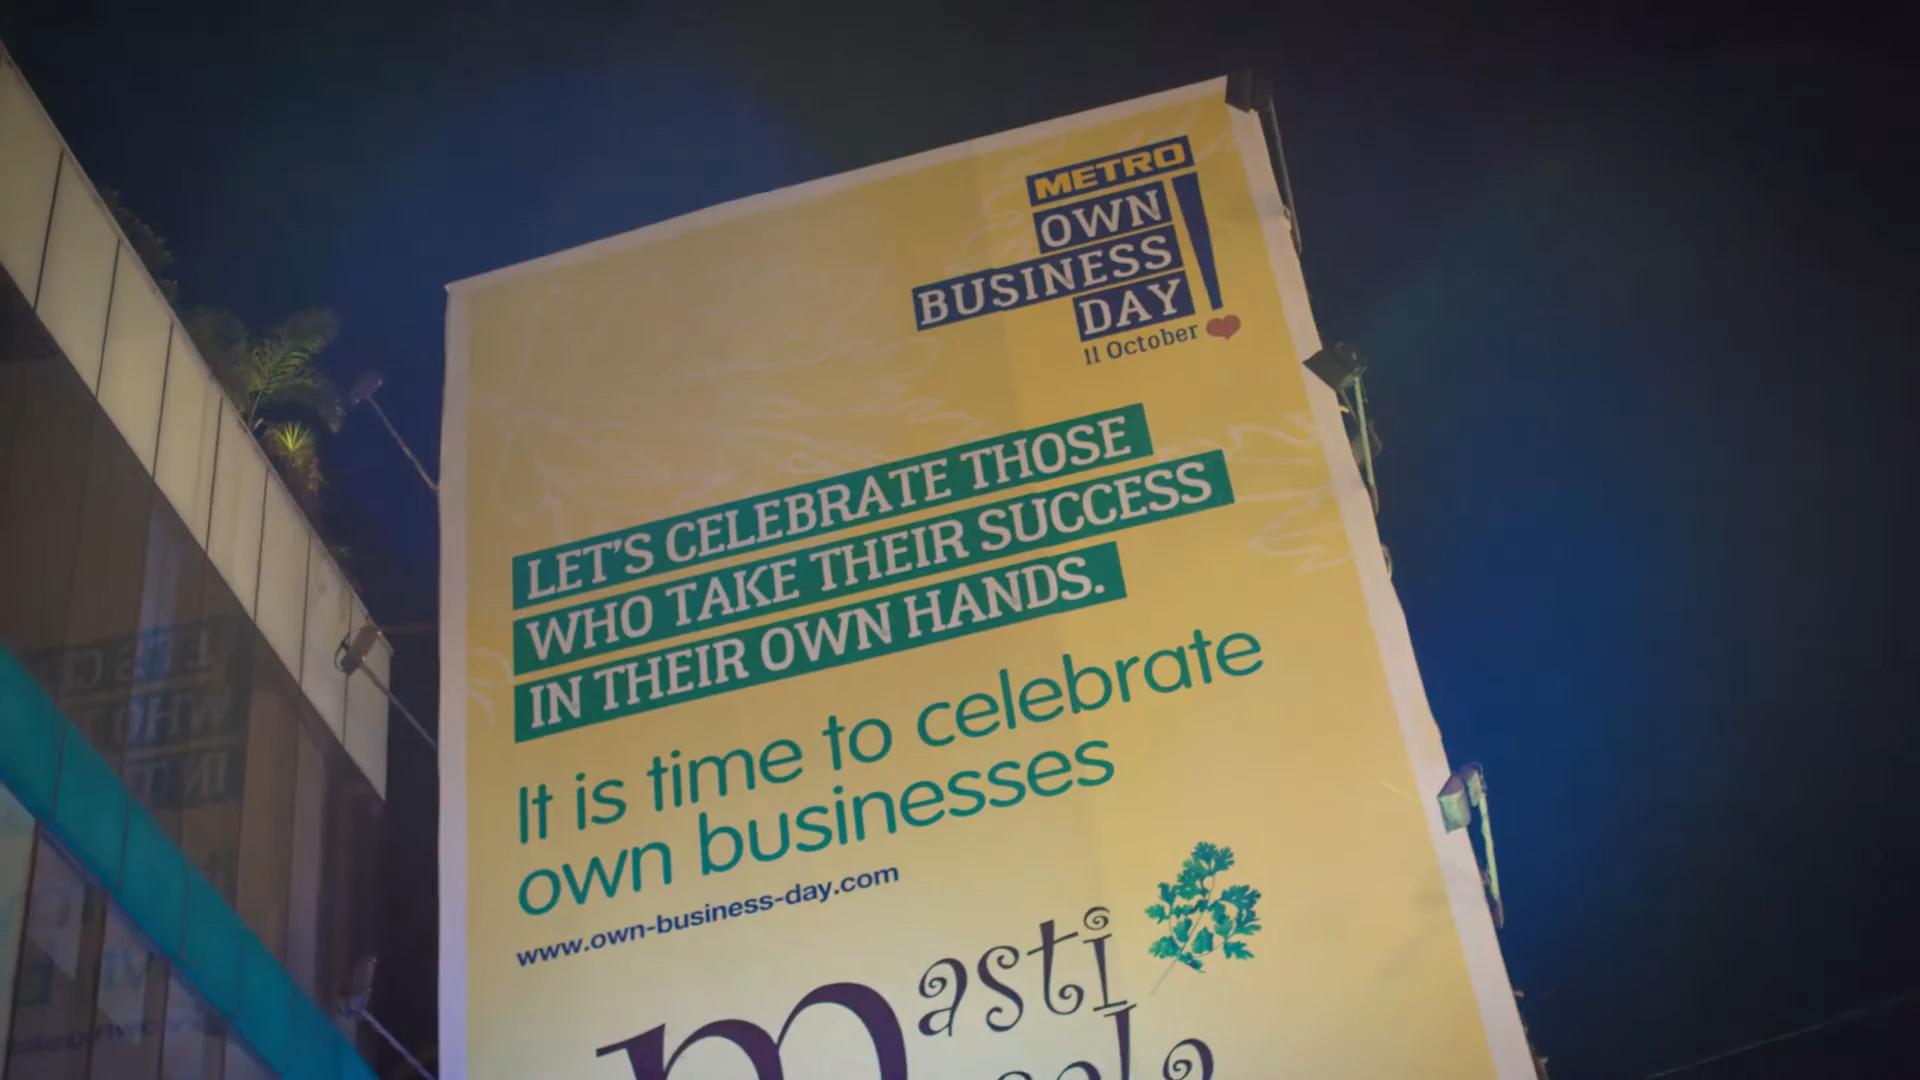 METRO
OWN
BUSINESS
DAY!
11 October
LET'S CELEBRATE THOSE
WHO TAKE THEIR SUCCESS
IN THEIR OWN HANDS.
It is time to celebrate
own businesses
www.own-business-day.com
masti